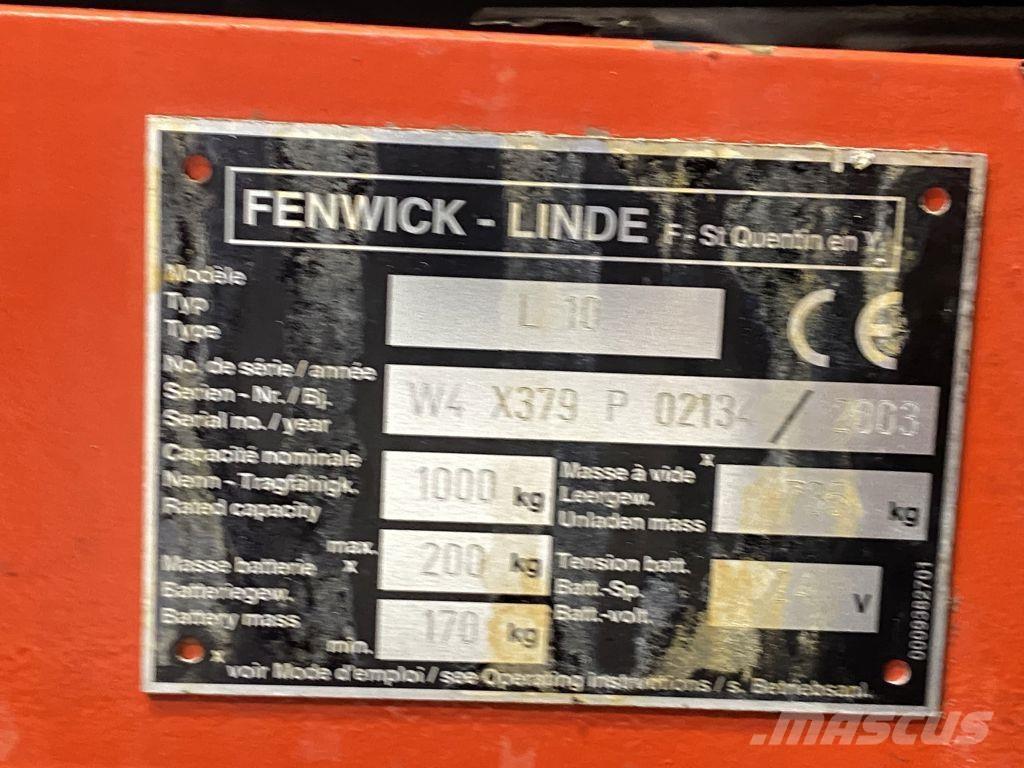 FENWICK - LINDE F - St Quentin en Y.
Modèle
Typ
Type
L 10
CE
No. de série / année
Serien - Nr. / Bj.
Serial no. / year
W4 X379 P 02134 / 2003
Capacité nominale
Nenn - Tragfähigk.
Rated capacity
1000 kg
Masse à vide
Leergew.
Unladen mass
x
kg
Masse batterie
Batteriegew.
Battery mass
max.
x
200 kg
min.
170 kg
Tension batt.
Batt.-Sp.
Batt.-volt.
V
0009382701
x voir Mode d'emploi / see Operating Instructions / s. Betriebsanl.
MASCUS